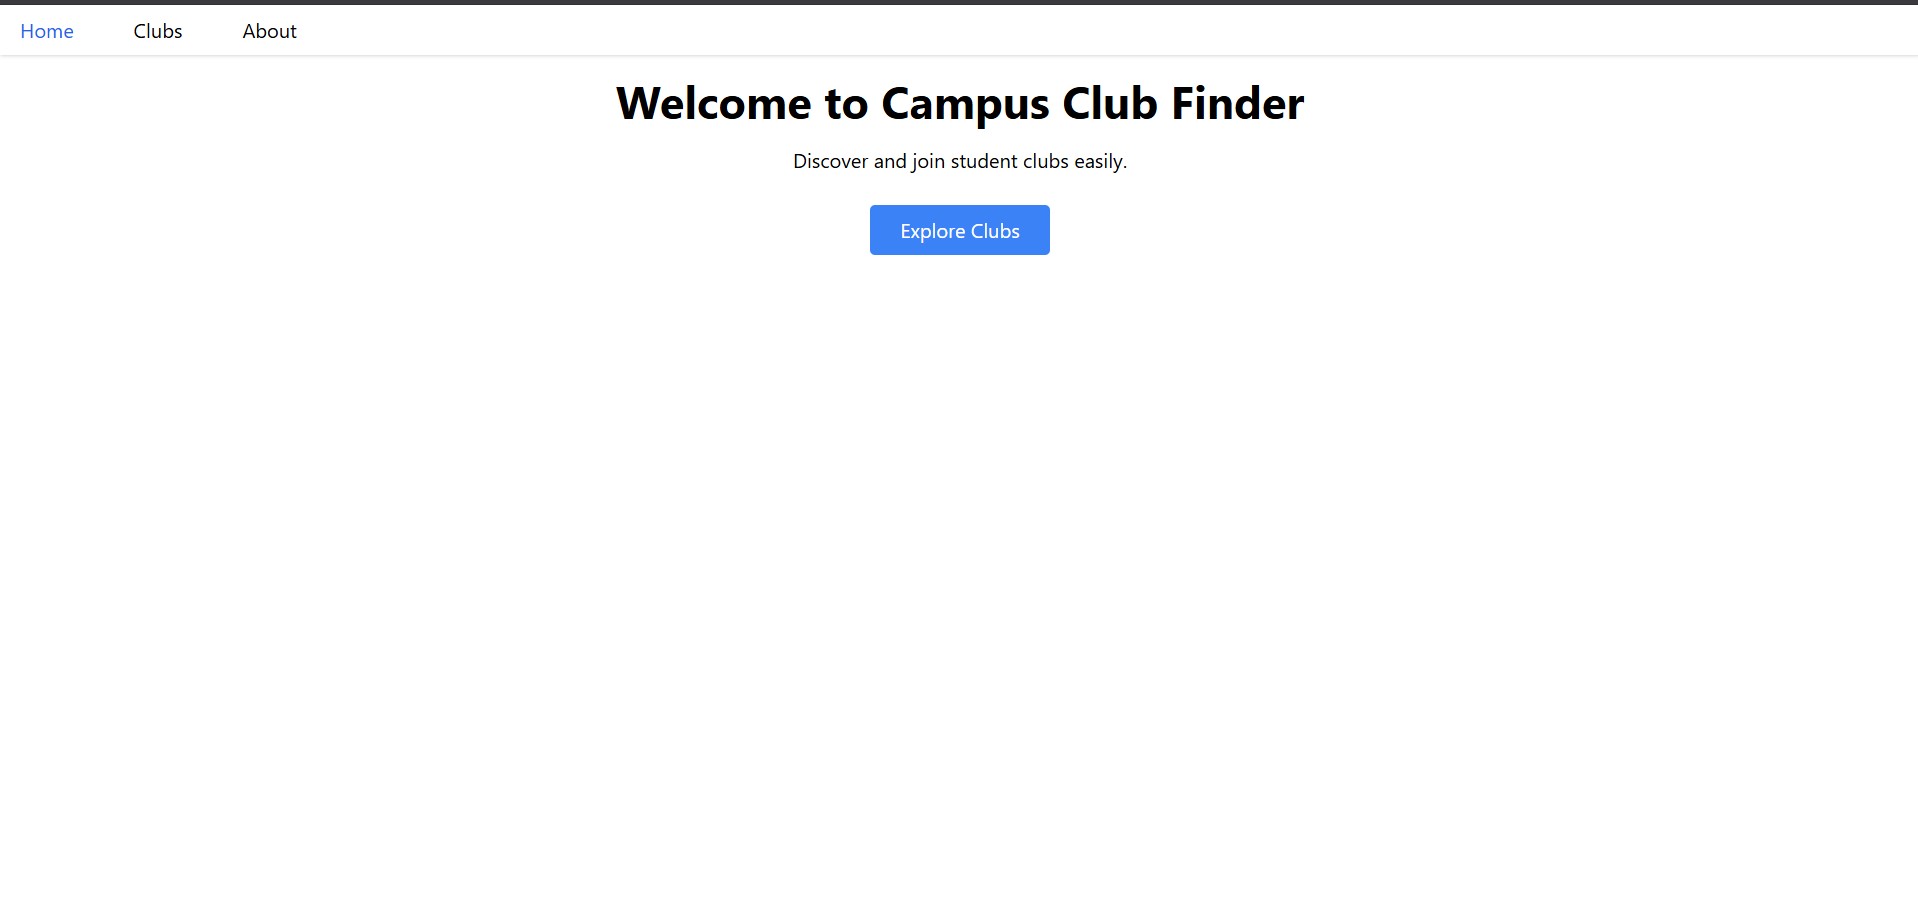 Home Clubs About
Welcome to Campus Club Finder
Discover and join student clubs easily.
Explore Clubs